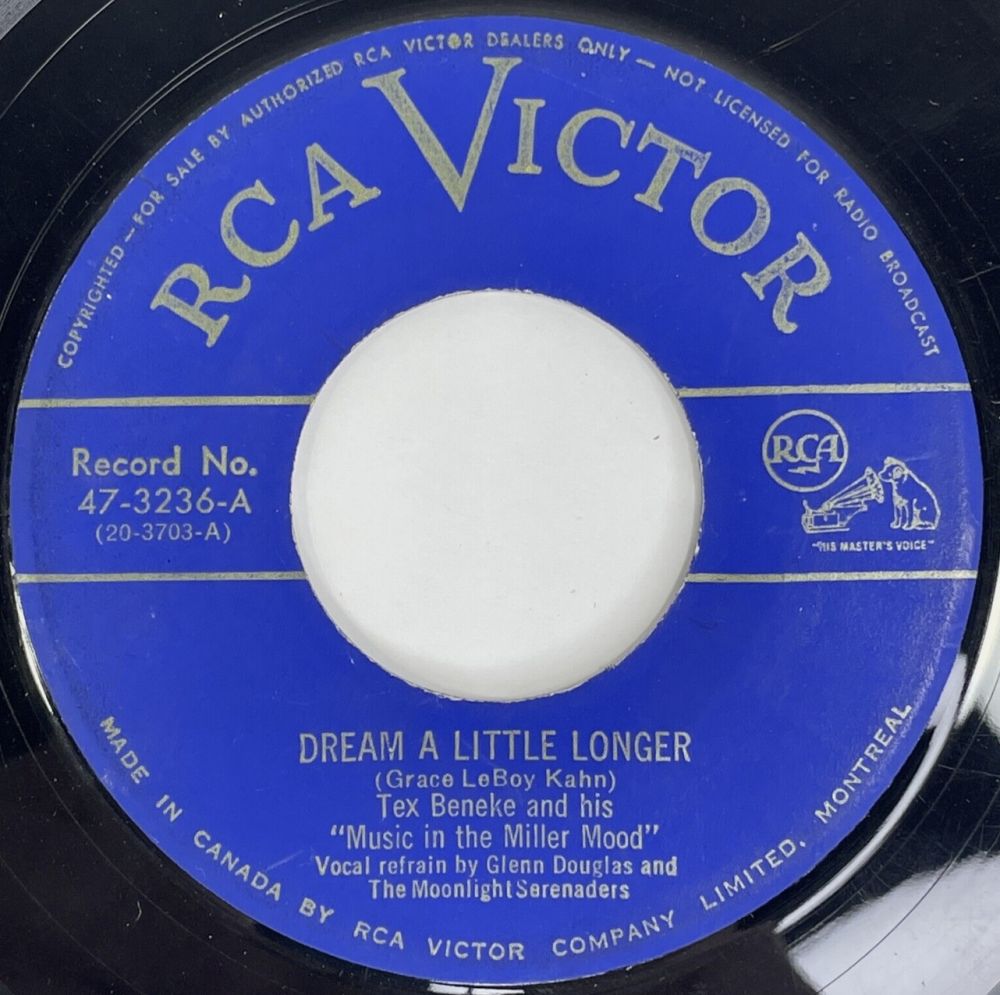 COPYRIGHTED — FOR SALE BY AUTHORIZED RCA VICTOR DEALERS ONLY — NOT LICENSED FOR RADIO BROADCAST
RCA VICTOR
Record No.
47-3236-A
(20-3703-A)
RCA
"HIS MASTER'S VOICE"
DREAM A LITTLE LONGER
(Grace LeBoy Kahn)
Tex Beneke and his
"Music in the Miller Mood"
Vocal refrain by Glenn Douglas and
The Moonlight Serenaders
MADE IN CANADA BY RCA VICTOR COMPANY LIMITED, MONTREAL